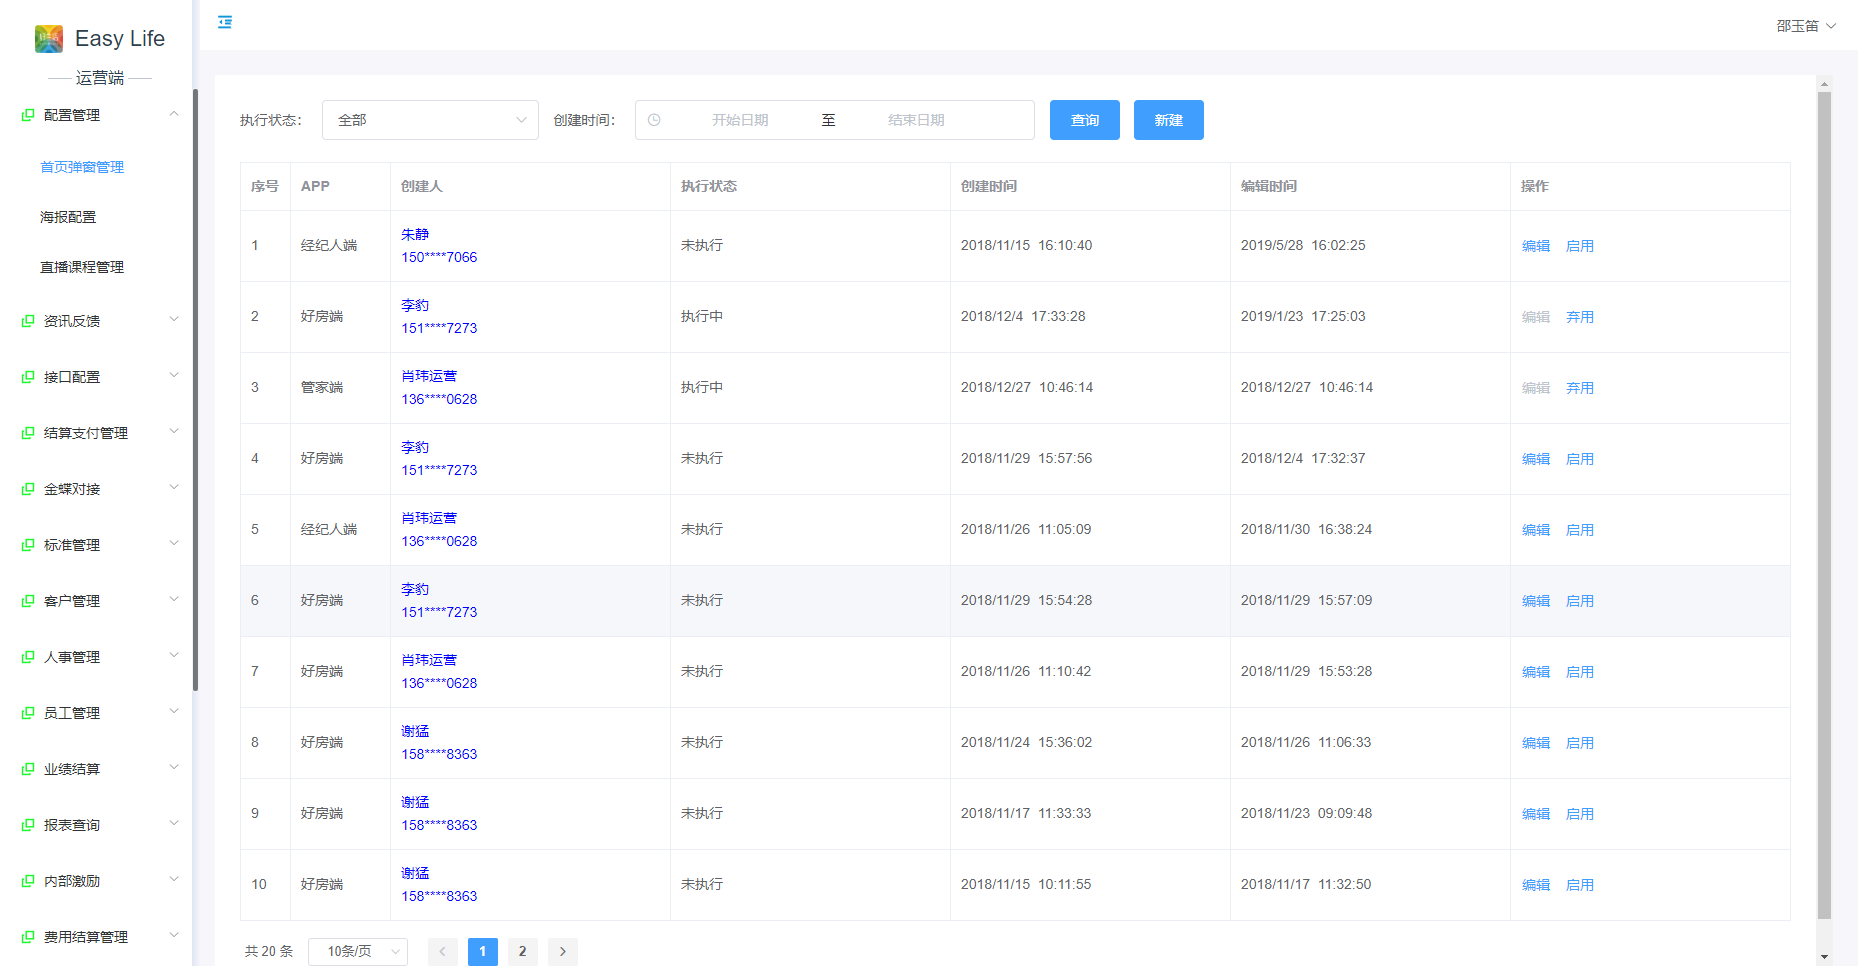 Easy Life
运营端
配置管理
首页弹窗管理
海报配置
直播课程管理
资讯反馈
接口配置
结算支付管理
金蝶对接
标准管理
客户管理
人事管理
员工管理
业绩结算
报表查询
内部激励
费用结算管理
邵玉笛
执行状态： 全部 创建时间： 开始日期 至 结束日期 查询 新建
序号 APP 创建人 执行状态 创建时间 编辑时间 操作
1 经纪人端 朱静 未执行 2018/11/15 16:10:40 2019/5/28 16:02:25 编辑 启用
150****7066
2 好房端 李豹 执行中 2018/12/4 17:33:28 2019/1/23 17:25:03 编辑 弃用
151****7273
3 管家端 肖玮运营 执行中 2018/12/27 10:46:14 2018/12/27 10:46:14 编辑 弃用
136****0628
4 好房端 李豹 未执行 2018/11/29 15:57:56 2018/12/4 17:32:37 编辑 启用
151****7273
5 经纪人端 肖玮运营 未执行 2018/11/26 11:05:09 2018/11/30 16:38:24 编辑 启用
136****0628
6 好房端 李豹 未执行 2018/11/29 15:54:28 2018/11/29 15:57:09 编辑 启用
151****7273
7 好房端 肖玮运营 未执行 2018/11/26 11:10:42 2018/11/29 15:53:28 编辑 启用
136****0628
8 好房端 谢猛 未执行 2018/11/24 15:36:02 2018/11/26 11:06:33 编辑 启用
158****8363
9 好房端 谢猛 未执行 2018/11/17 11:33:33 2018/11/23 09:09:48 编辑 启用
158****8363
10 好房端 谢猛 未执行 2018/11/15 10:11:55 2018/11/17 11:32:50 编辑 启用
158****8363
共 20 条 10条/页 1 2